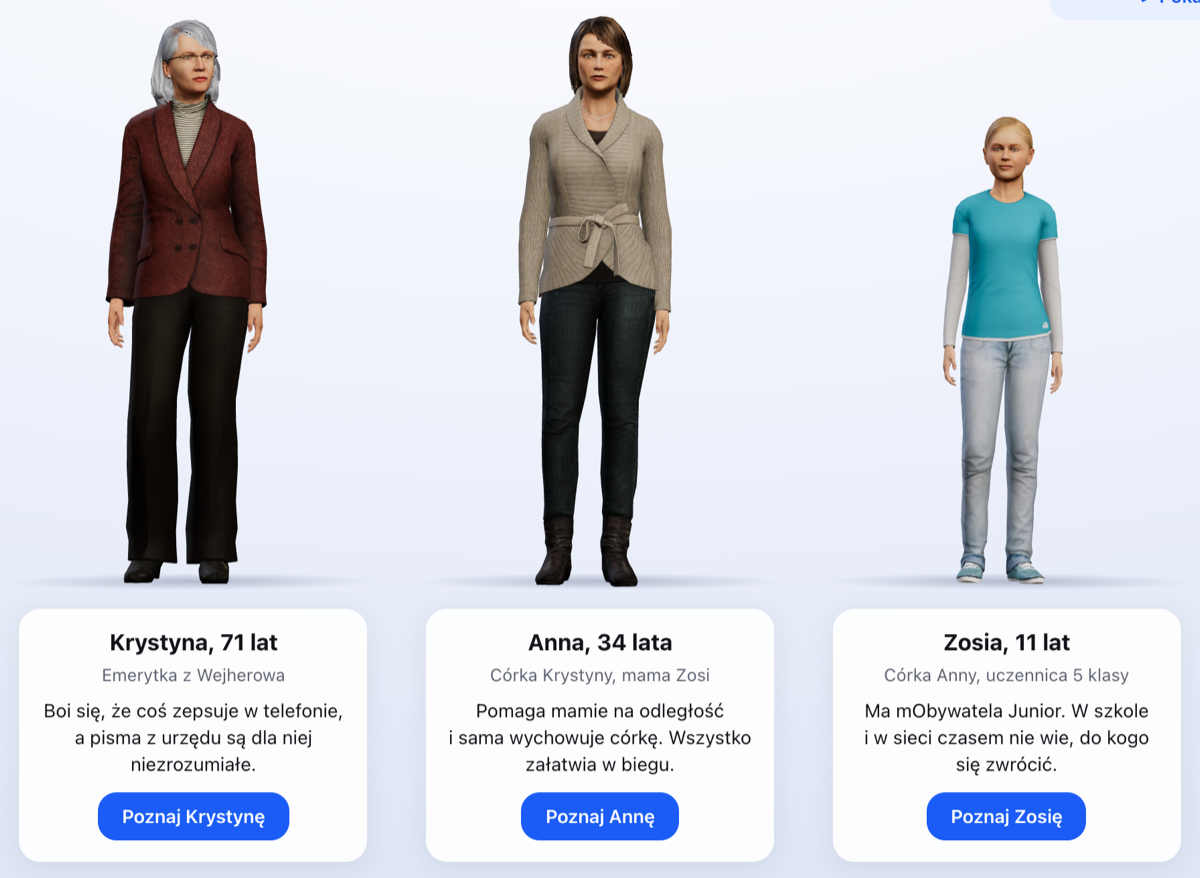 Krystyna, 71 lat
Emerytka z Wejherowa
Boi się, że coś zepsuje w telefonie,
a pisma z urzędu są dla niej
niezrozumiałe.
Poznaj Krystynę
Anna, 34 lata
Córka Krystyny, mama Zosi
Pomaga mamie na odległość
i sama wychowuje córkę. Wszystko
załatwia w biegu.
Poznaj Annę
Zosia, 11 lat
Córka Anny, uczennica 5 klasy
Ma mObywatela Junior. W szkole
i w sieci czasem nie wie, do kogo
się zwrócić.
Poznaj Zosię